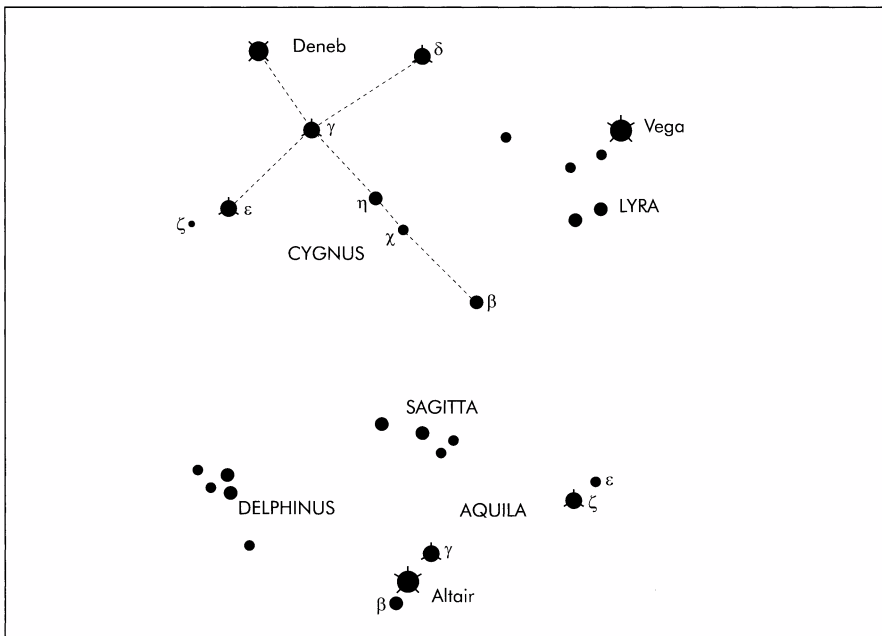 Deneb
δ
γ
Vega
ζ
ε
η
LYRA
χ
CYGNUS
β
SAGITTA
ε
DELPHINUS
AQUILA
ζ
γ
β
Altair